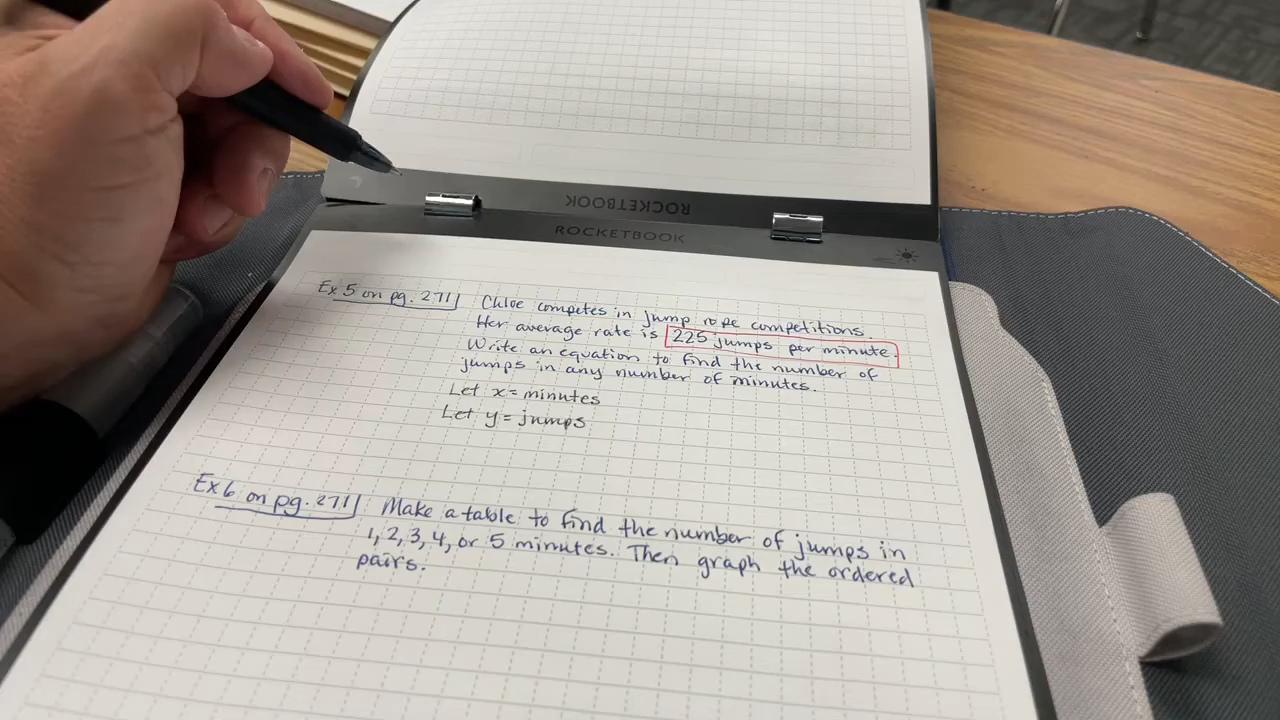 ROCKETBOOK
ROCKETBOOK
Ex 5 on pg. 271
Chloe competes in jump rope competitions.
Her average rate is 225 jumps per minute.
Write an equation to find the number of
jumps in any number of minutes.
Let x = minutes
Let y = jumps
Ex 6 on pg. 271
Make a table to find the number of jumps in
1, 2, 3, 4, or 5 minutes. Then graph the ordered
pairs.